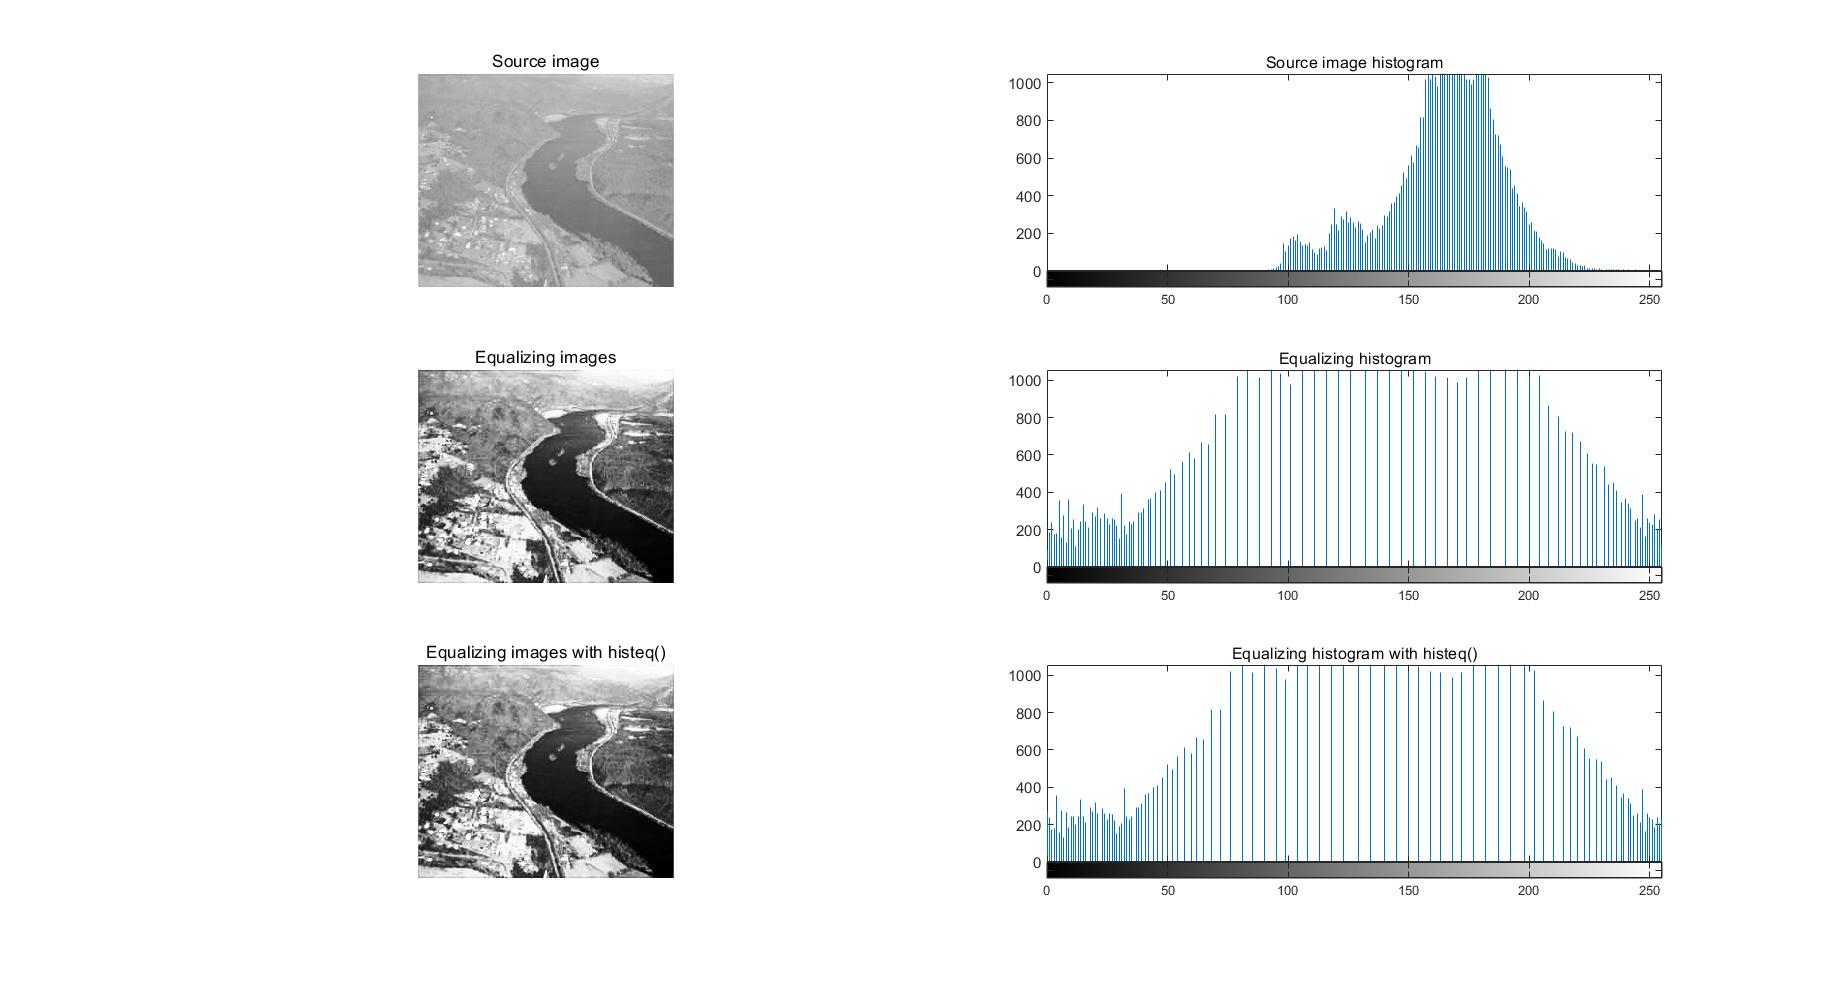 Source image
Source image histogram
1000
800
600
400
200
0
0 50 100 150 200 250
Equalizing images
Equalizing histogram
1000
800
600
400
200
0
0 50 100 150 200 250
Equalizing images with histeq()
Equalizing histogram with histeq()
1000
800
600
400
200
0
0 50 100 150 200 250